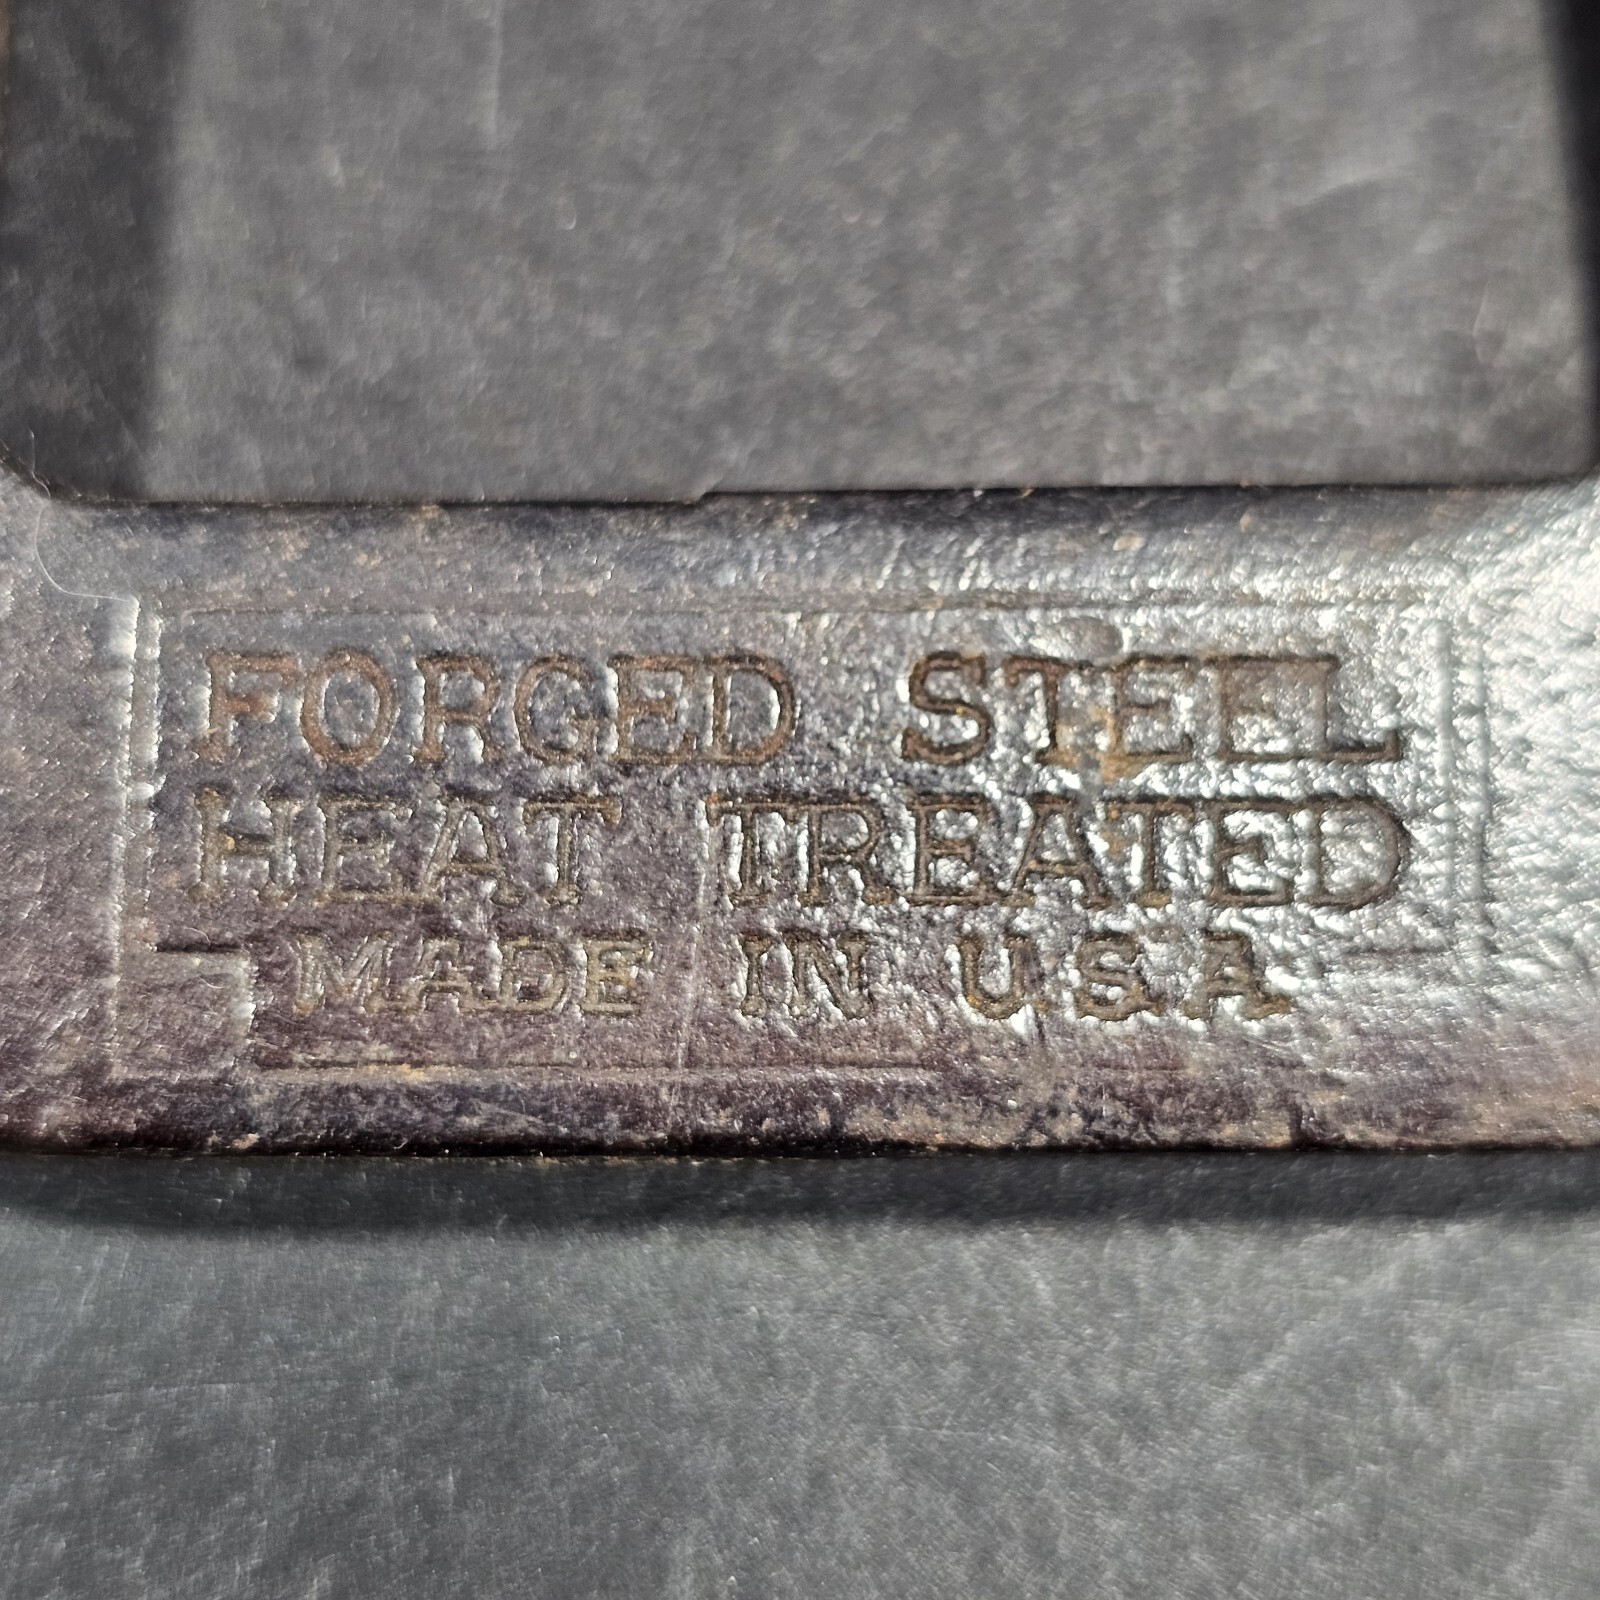 FORGED STEEL
HEAT TREATED
MADE IN U.S.A